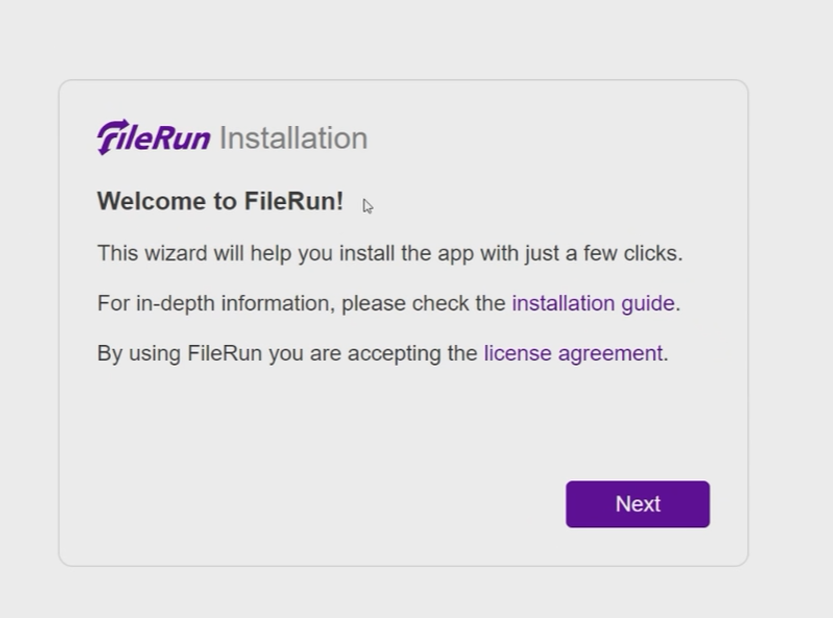 FileRun Installation
Welcome to FileRun!
This wizard will help you install the app with just a few clicks.
For in-depth information, please check the installation guide.
By using FileRun you are accepting the license agreement.
Next